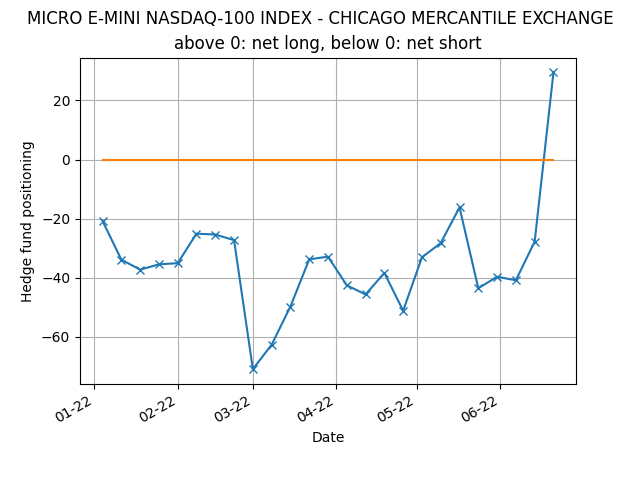 MICRO E-MINI NASDAQ-100 INDEX - CHICAGO MERCANTILE EXCHANGE
above 0: net long, below 0: net short
Hedge fund positioning
20
0
−20
−40
−60
01-22
02-22
03-22
04-22
05-22
06-22
Date